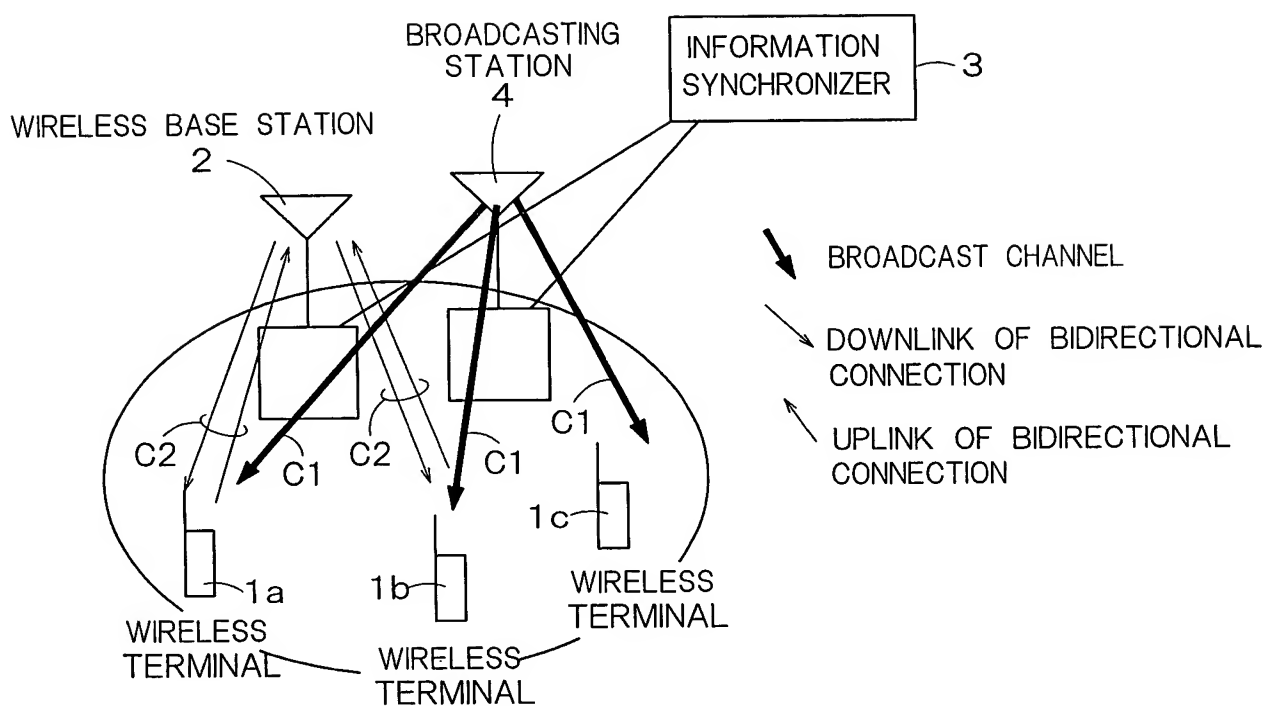 BROADCASTING
STATION
4
INFORMATION
SYNCHRONIZER
3
WIRELESS BASE STATION
2
BROADCAST CHANNEL
DOWNLINK OF BIDIRECTIONAL
CONNECTION
UPLINK OF BIDIRECTIONAL
CONNECTION
C2
C1
C2
C1
C1
1a
1b
1c
WIRELESS
TERMINAL
WIRELESS
TERMINAL
WIRELESS
TERMINAL